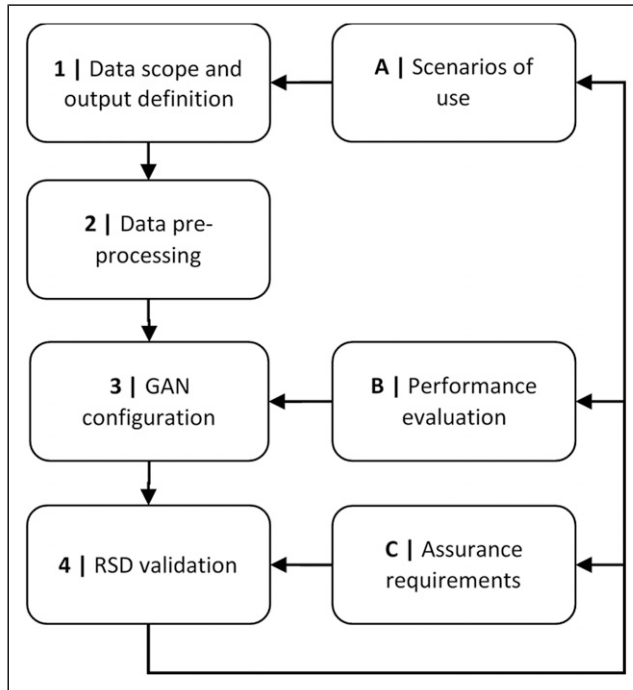 1 | Data scope and
output definition
A | Scenarios of
use
2 | Data pre-
processing
3 | GAN
configuration
B | Performance
evaluation
4 | RSD validation
C | Assurance
requirements